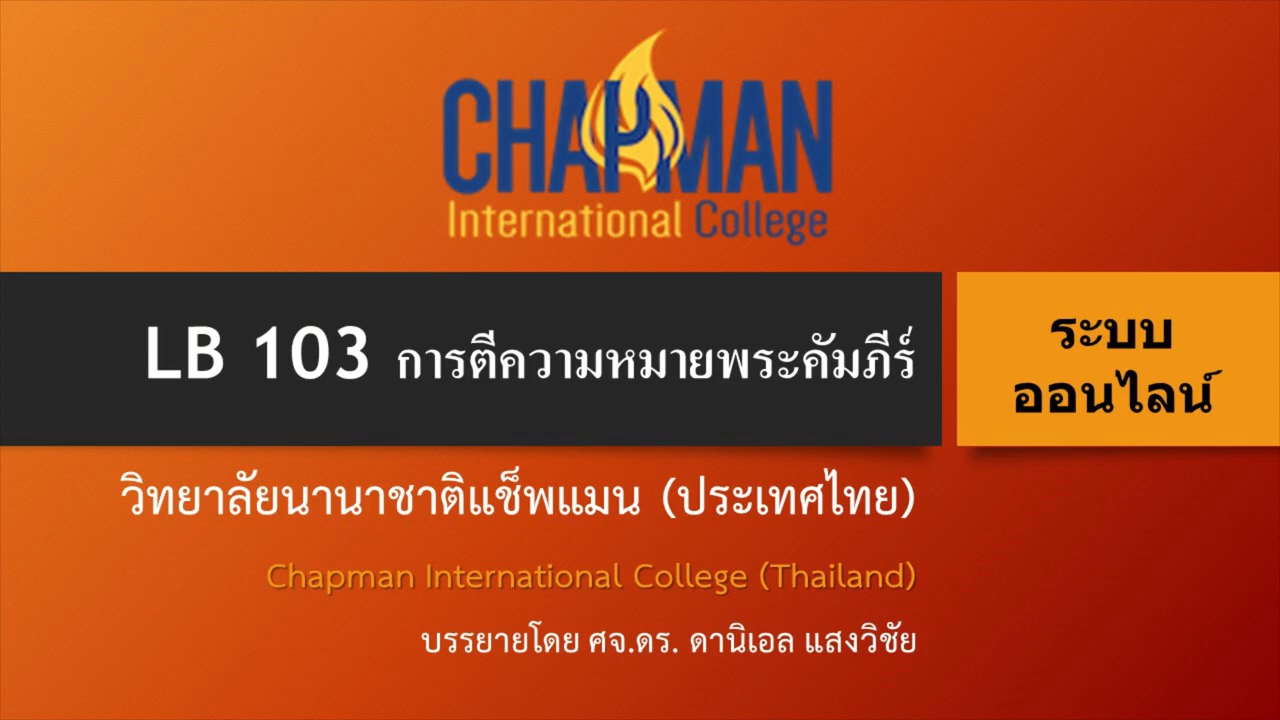 CHAPMAN
International College
LB 103 การตีความหมายพระคัมภีร์
ระบบ
ออนไลน์
วิทยาลัยนานาชาติแช็พแมน (ประเทศไทย)
Chapman International College (Thailand)
บรรยายโดย ศจ.ดร. ดานิเอล แสงวิชัย